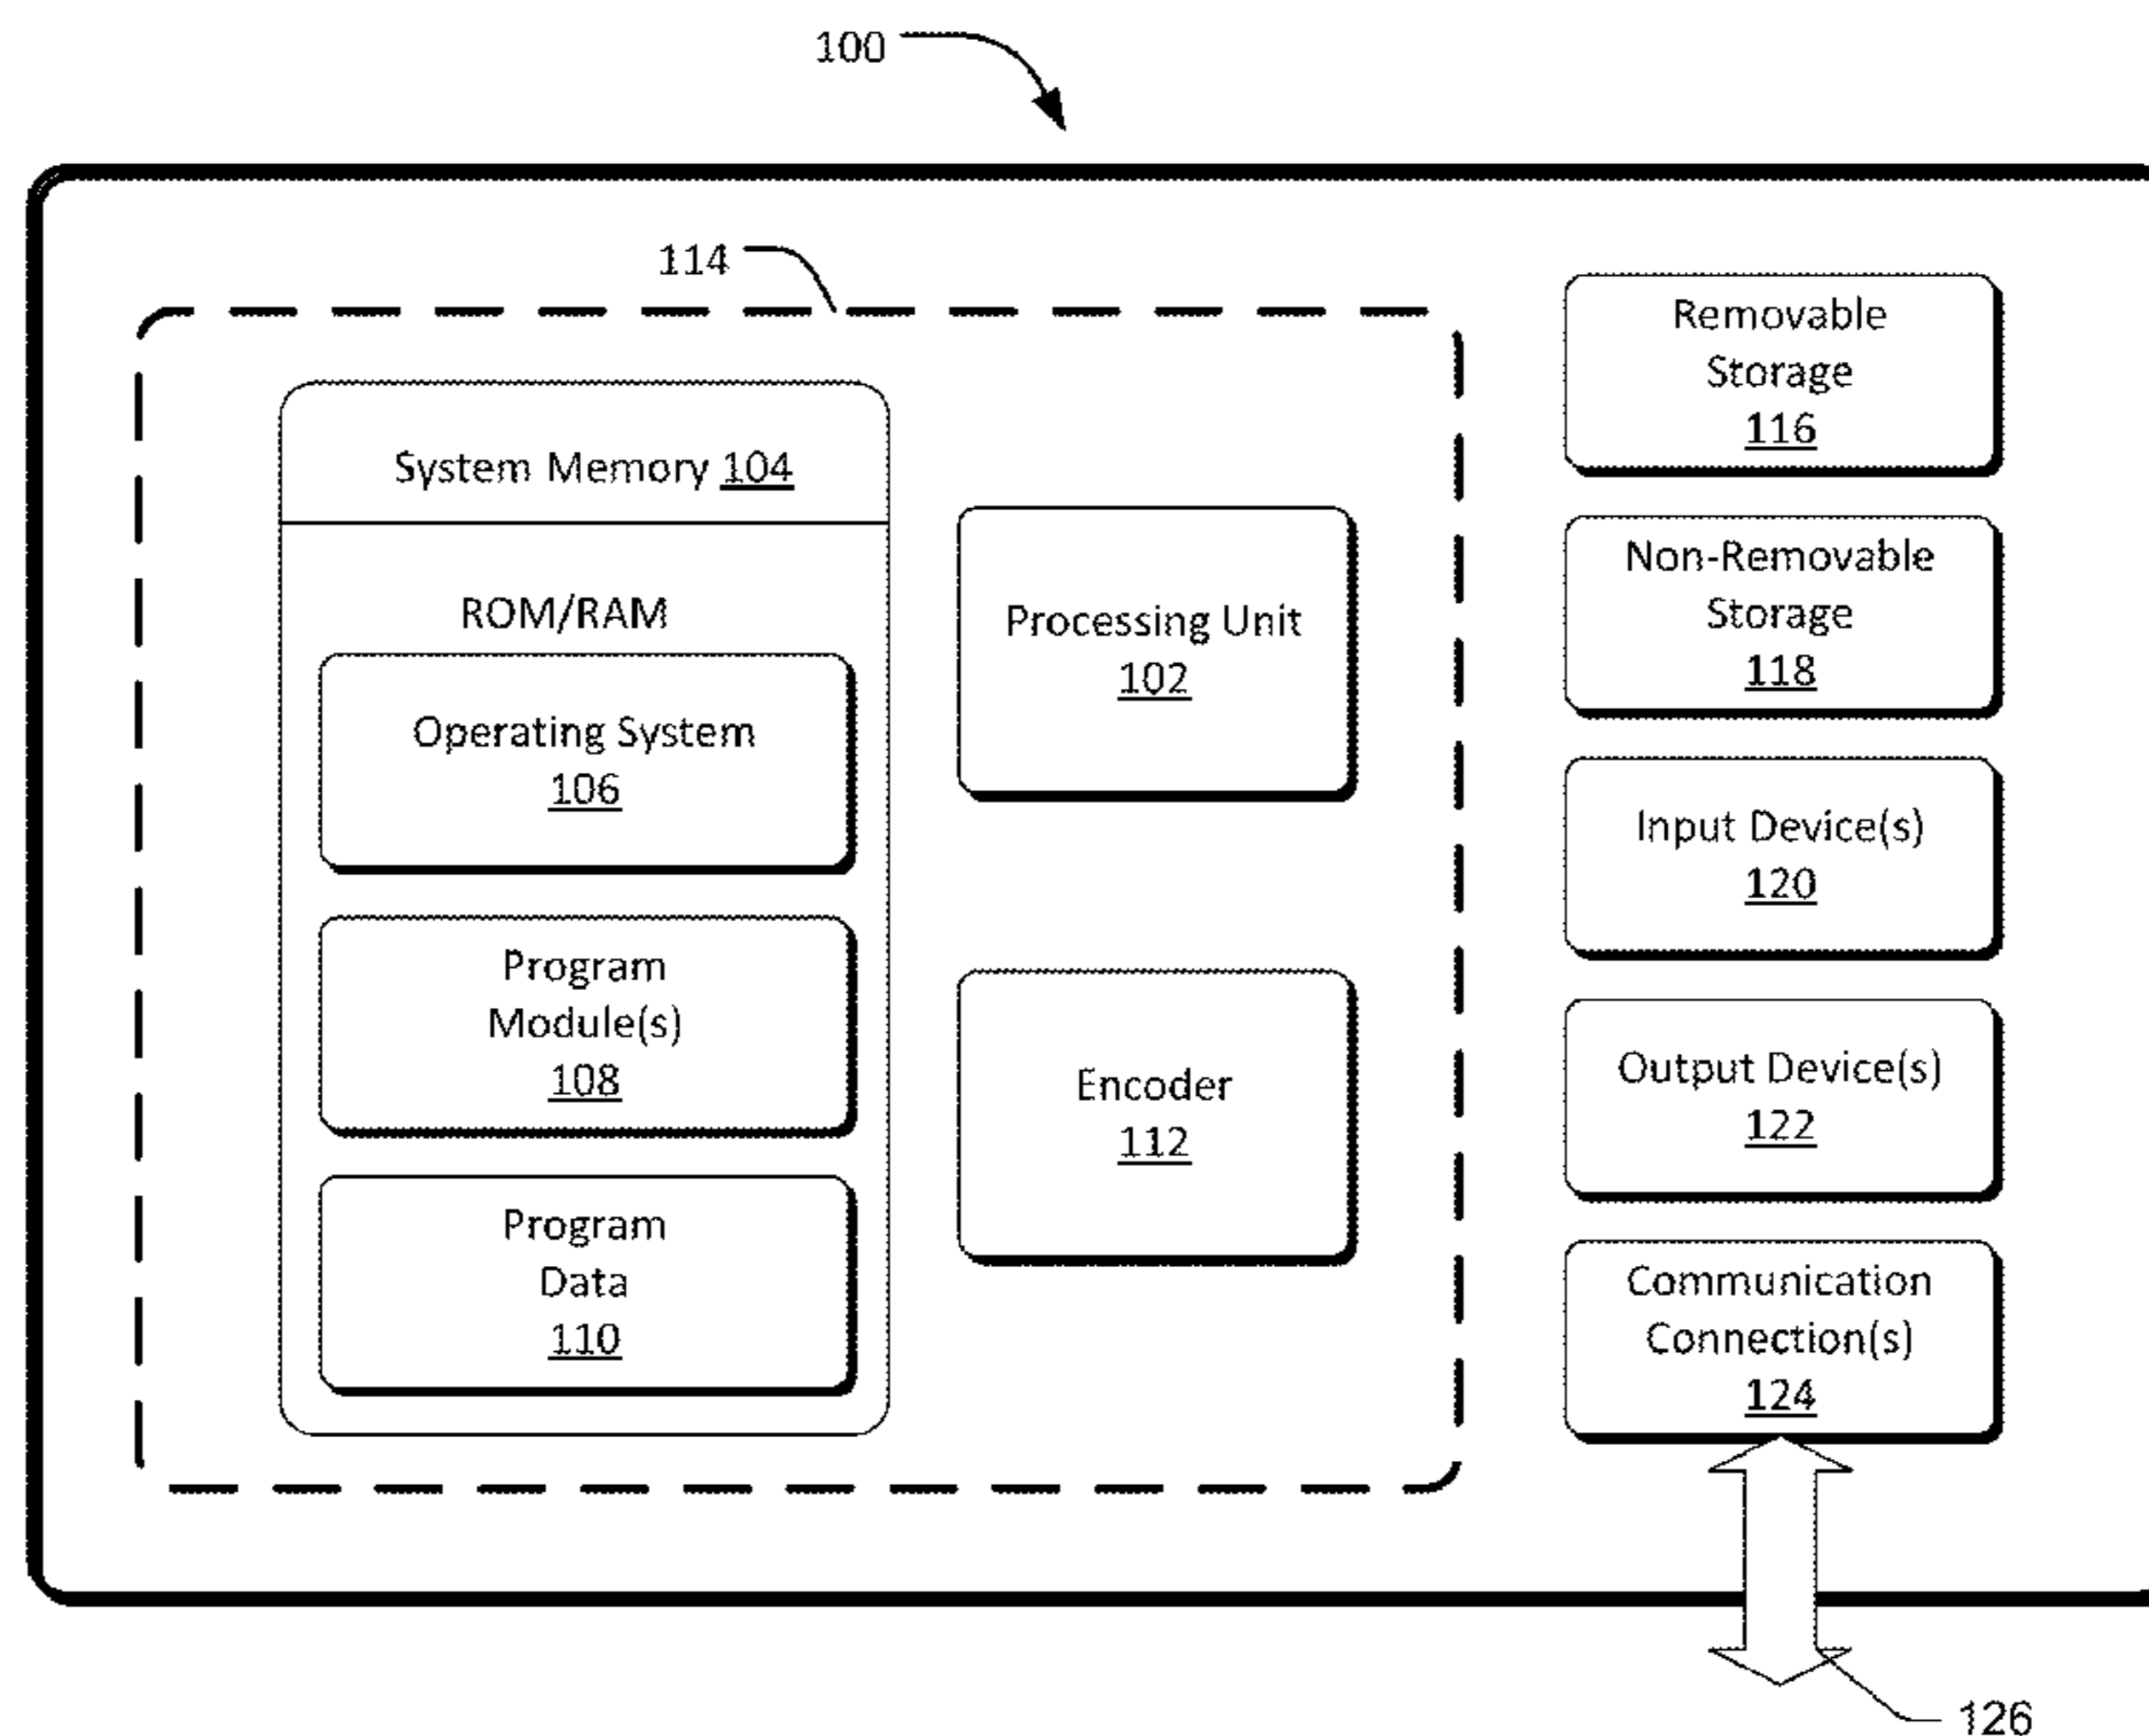 100
114
System Memory 104
ROM/RAM
Operating System
106
Program
Module(s)
108
Program
Data
110
Processing Unit
102
Encoder
112
Removable
Storage
116
Non-Removable
Storage
118
Input Device(s)
120
Output Device(s)
122
Communication
Connection(s)
124
126